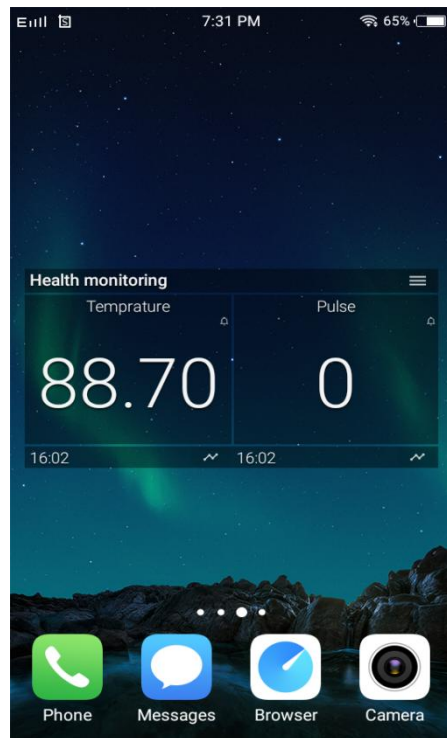 E 7:31 PM 65%
Health monitoring
Temprature Pulse
88.70 0
16:02 16:02
Phone Messages Browser Camera